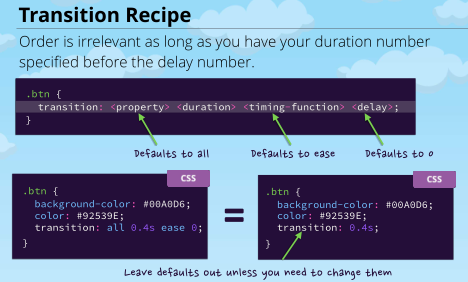 Transition Recipe
Order is irrelevant as long as you have your duration number
specified before the delay number.
.btn {
transition: <property> <duration> <timing-function> <delay>;
}
Defaults to all
Defaults to ease
Defaults to 0
CSS
.btn {
background-color: #00A0D6;
color: #92539E;
transition: all 0.4s ease 0;
}
=
CSS
.btn {
background-color: #00A0D6;
color: #92539E;
transition: 0.4s;
}
Leave defaults out unless you need to change them